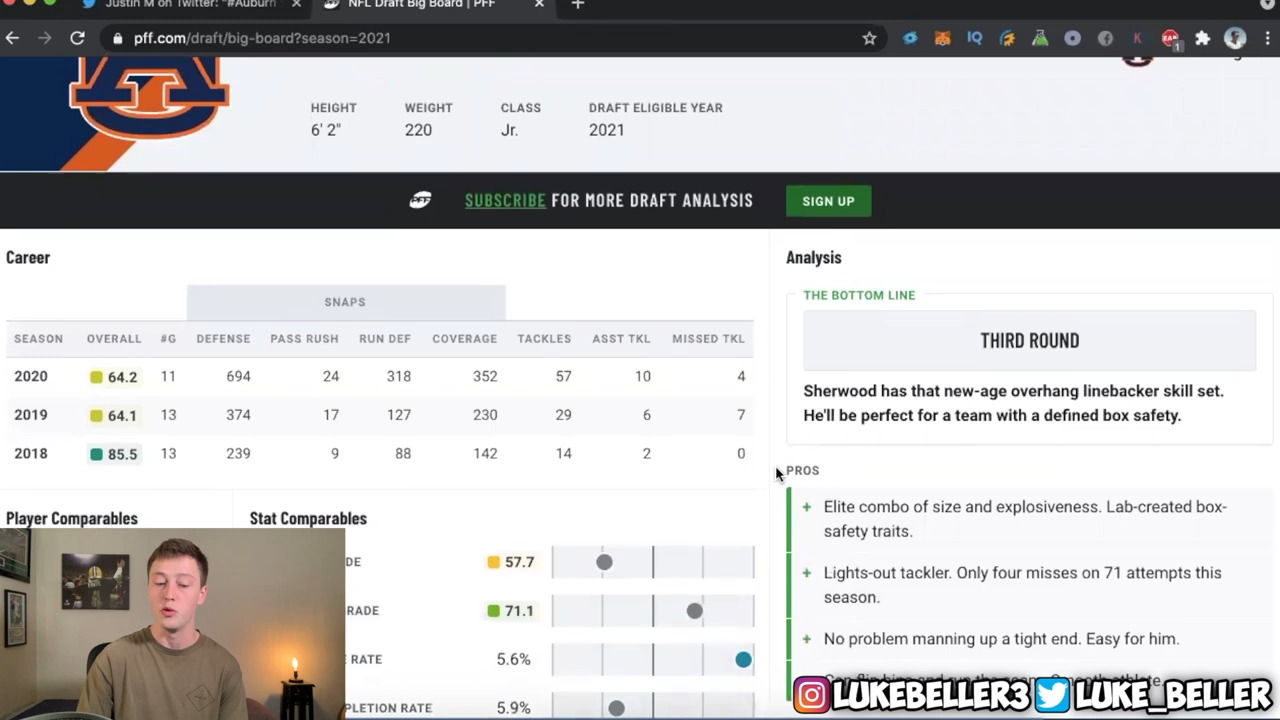 Justin M on Twitter: "#Auburn
NFL Draft Big Board | PFF
pff.com/draft/big-board?season=2021
HEIGHT WEIGHT CLASS DRAFT ELIGIBLE YEAR
6' 2" 220 Jr. 2021
SUBSCRIBE FOR MORE DRAFT ANALYSIS SIGN UP
Career
SNAPS
SEASON OVERALL #G DEFENSE PASS RUSH RUN DEF COVERAGE TACKLES ASST TKL MISSED TKL
2020 64.2 11 694 24 318 352 57 10 4
2019 64.1 13 374 17 127 230 29 6 7
2018 85.5 13 239 9 88 142 14 2 0
Player Comparables
Stat Comparables
DE 57.7
RADE 71.1
E RATE 5.6%
PLETION RATE 5.9%
Analysis
THE BOTTOM LINE
THIRD ROUND
Sherwood has that new-age overhang linebacker skill set.
He'll be perfect for a team with a defined box safety.
PROS
+ Elite combo of size and explosiveness. Lab-created box-
safety traits.
+ Lights-out tackler. Only four misses on 71 attempts this
season.
+ No problem manning up a tight end. Easy for him.
LUKEBELLER3 LUKE_BELLER